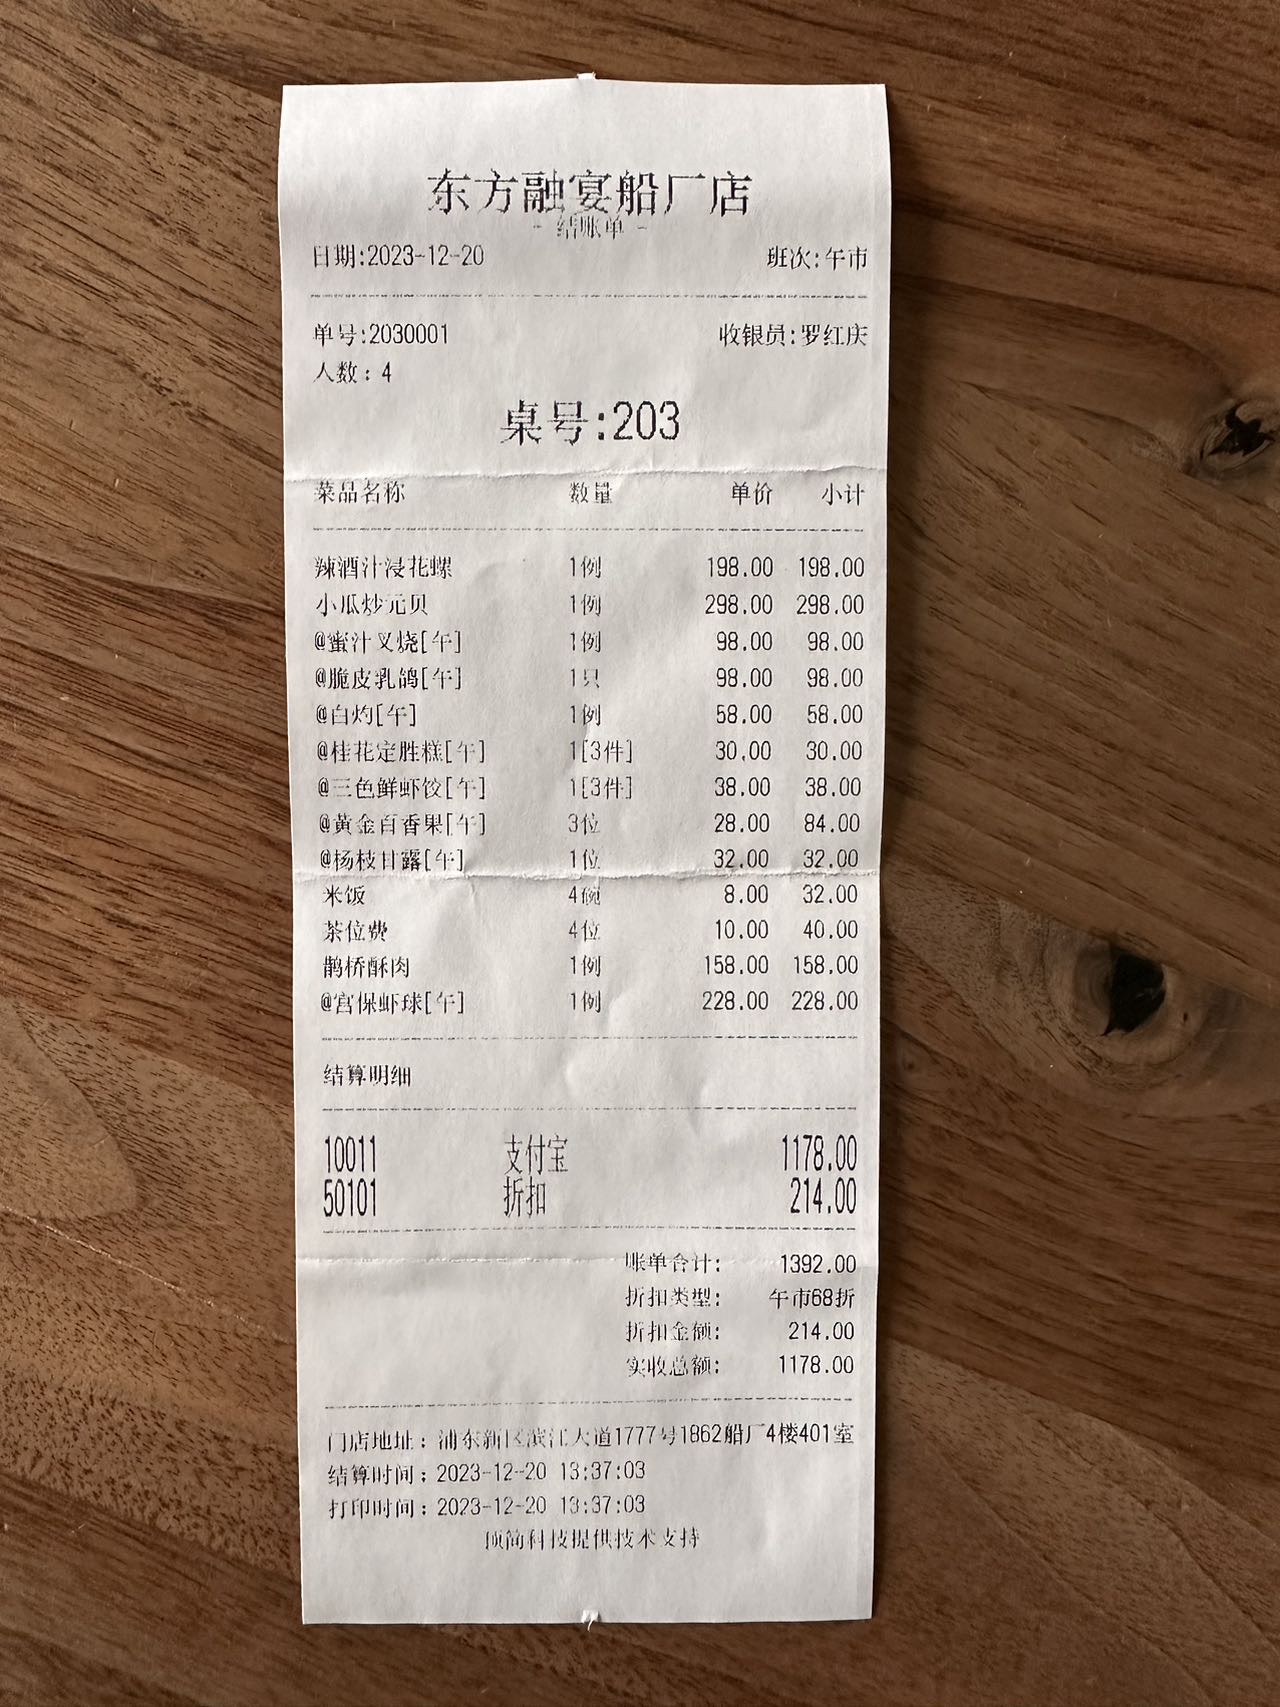 东方融宴船厂店
- 结账单 -
日期:2023-12-20 班次:午市
单号:2030001 收银员:罗红庆
人数:4
桌号:203
菜品名称 数量 单价 小计
辣酒汁浸花螺 1例 198.00 198.00
小瓜炒元贝 1例 298.00 298.00
@蜜汁叉烧[午] 1例 98.00 98.00
@脆皮乳鸽[午] 1只 98.00 98.00
@白灼[午] 1例 58.00 58.00
@桂花定胜糕[午] 1[3件] 30.00 30.00
@三色鲜虾饺[午] 1[3件] 38.00 38.00
@黄金百香果[午] 3位 28.00 84.00
@杨枝甘露[午] 1位 32.00 32.00
米饭 4碗 8.00 32.00
茶位费 4位 10.00 40.00
鹊桥酥肉 1例 158.00 158.00
@宫保虾球[午] 1例 228.00 228.00
结算明细
10011 支付宝 1178.00
50101 折扣 214.00
账单合计: 1392.00
折扣类型: 午市68折
折扣金额: 214.00
实收总额: 1178.00
门店地址:浦东新区滨江大道1777号1862船厂4楼401室
结算时间:2023-12-20 13:37:03
打印时间:2023-12-20 13:37:03
顶简科技提供技术支持